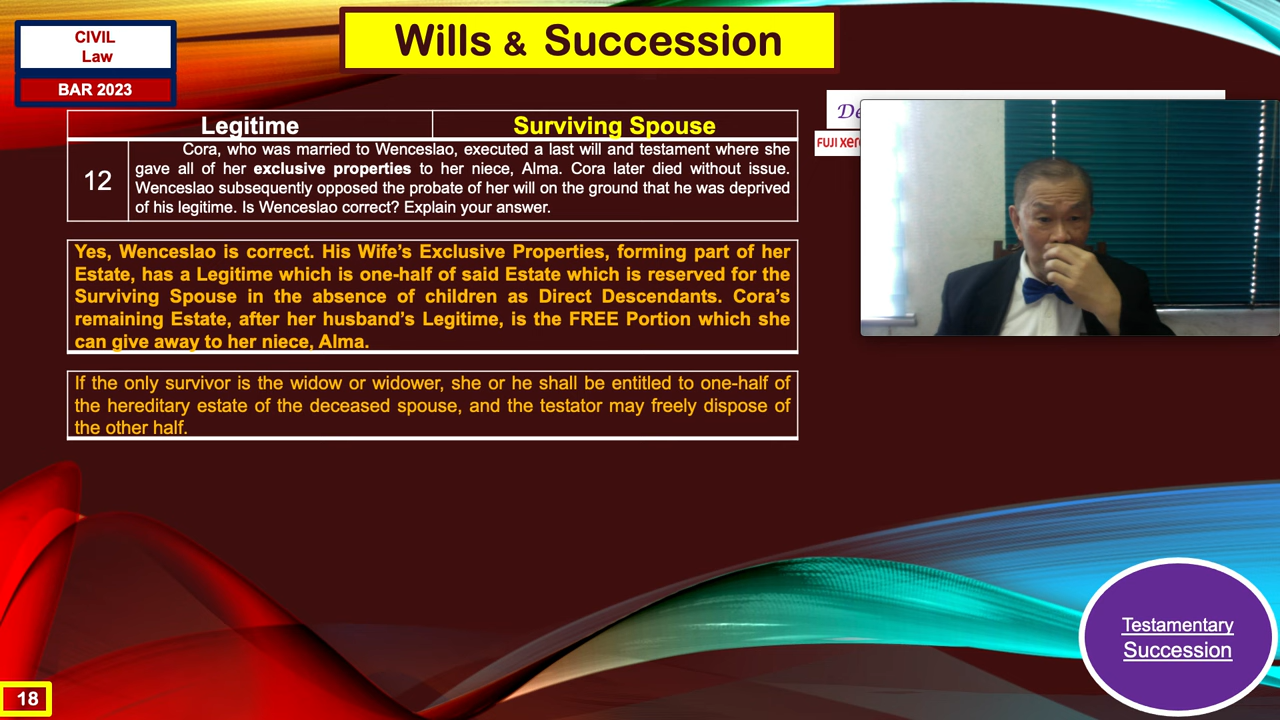 CIVIL
Law
BAR 2023
Wills & Succession
Legitime
Surviving Spouse
12
Cora, who was married to Wenceslao, executed a last will and testament where she
gave all of her exclusive properties to her niece, Alma. Cora later died without issue.
Wenceslao subsequently opposed the probate of her will on the ground that he was deprived
of his legitime. Is Wenceslao correct? Explain your answer.
Yes, Wenceslao is correct. His Wife's Exclusive Properties, forming part of her
Estate, has a Legitime which is one-half of said Estate which is reserved for the
Surviving Spouse in the absence of children as Direct Descendants. Cora's
remaining Estate, after her husband's Legitime, is the FREE Portion which she
can give away to her niece, Alma.
If the only survivor is the widow or widower, she or he shall be entitled to one-half of
the hereditary estate of the deceased spouse, and the testator may freely dispose of
the other half.
FUJI
Testamentary
Succession
18